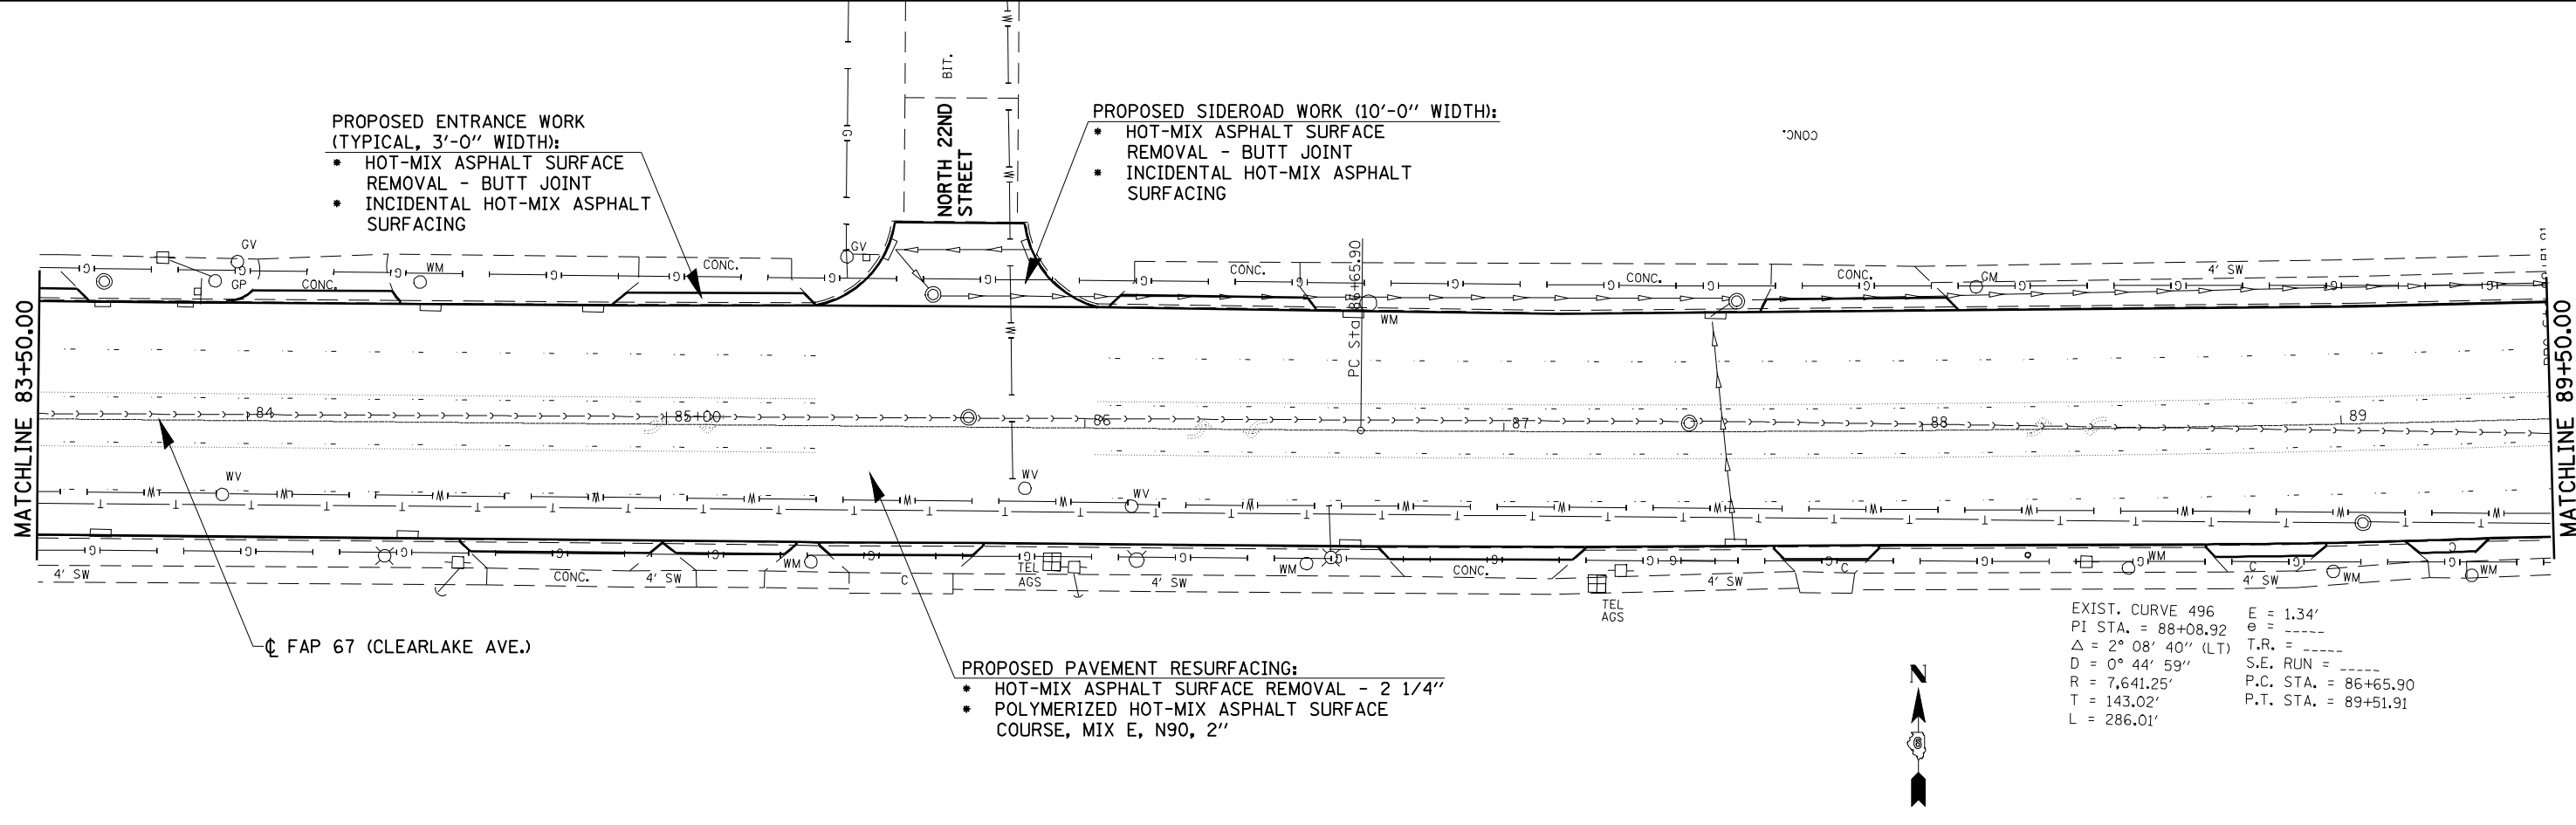 BIT.
NORTH 22ND
STREET
PROPOSED ENTRANCE WORK
(TYPICAL, 3'-0" WIDTH):
* HOT-MIX ASPHALT SURFACE
REMOVAL - BUTT JOINT
* INCIDENTAL HOT-MIX ASPHALT
SURFACING
PROPOSED SIDEROAD WORK (10'-0" WIDTH):
* HOT-MIX ASPHALT SURFACE
REMOVAL - BUTT JOINT
* INCIDENTAL HOT-MIX ASPHALT
SURFACING
CONC.
GV
GP
CONC.
WM
CONC.
GV
CONC.
WM
CONC.
CONC.
GM
4' SW
PC Sta 86+65.90
MATCHLINE 83+50.00
MATCHLINE 89+50.00
84
85+00
86
87
88
89
WV
WV
WV
4' SW
CONC.
4' SW
WM
C
TEL
AGS
4' SW
WM
CONC.
TEL
AGS
4' SW
C
WM
C
4' SW
WM
C
WM
℄ FAP 67 (CLEARLAKE AVE.)
PROPOSED PAVEMENT RESURFACING:
* HOT-MIX ASPHALT SURFACE REMOVAL - 2 1/4"
* POLYMERIZED HOT-MIX ASPHALT SURFACE
COURSE, MIX E, N90, 2"
N
6
EXIST. CURVE 496
PI STA. = 88+08.92
Δ = 2° 08' 40" (LT)
D = 0° 44' 59"
R = 7,641.25'
T = 143.02'
L = 286.01'
E = 1.34'
e = _____
T.R. = _____
S.E. RUN = _____
P.C. STA. = 86+65.90
P.T. STA. = 89+51.91